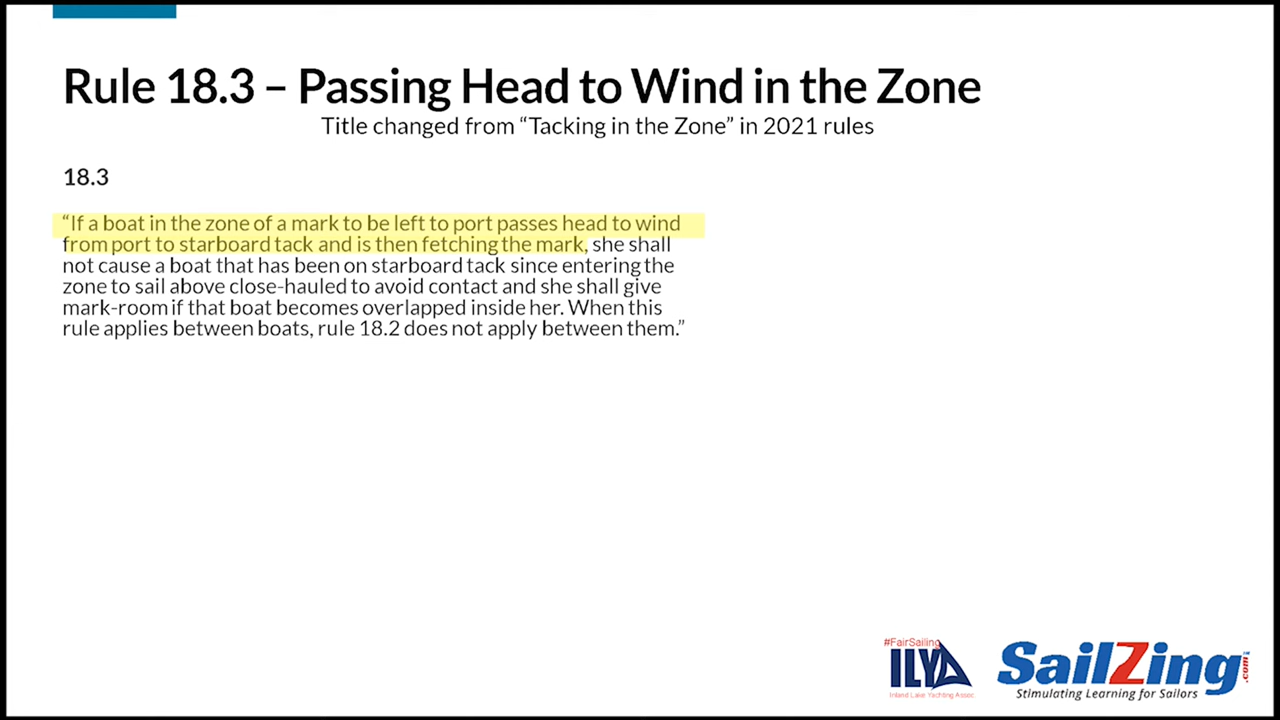 Rule 18.3 – Passing Head to Wind in the Zone
Title changed from “Tacking in the Zone” in 2021 rules
18.3
“If a boat in the zone of a mark to be left to port passes head to wind
from port to starboard tack and is then fetching the mark, she shall
not cause a boat that has been on starboard tack since entering the
zone to sail above close-hauled to avoid contact and she shall give
mark-room if that boat becomes overlapped inside her. When this
rule applies between boats, rule 18.2 does not apply between them.”
#FairSailing
ILYA
Inland Lake Yachting Assoc.
SailZing.com
Stimulating Learning for Sailors